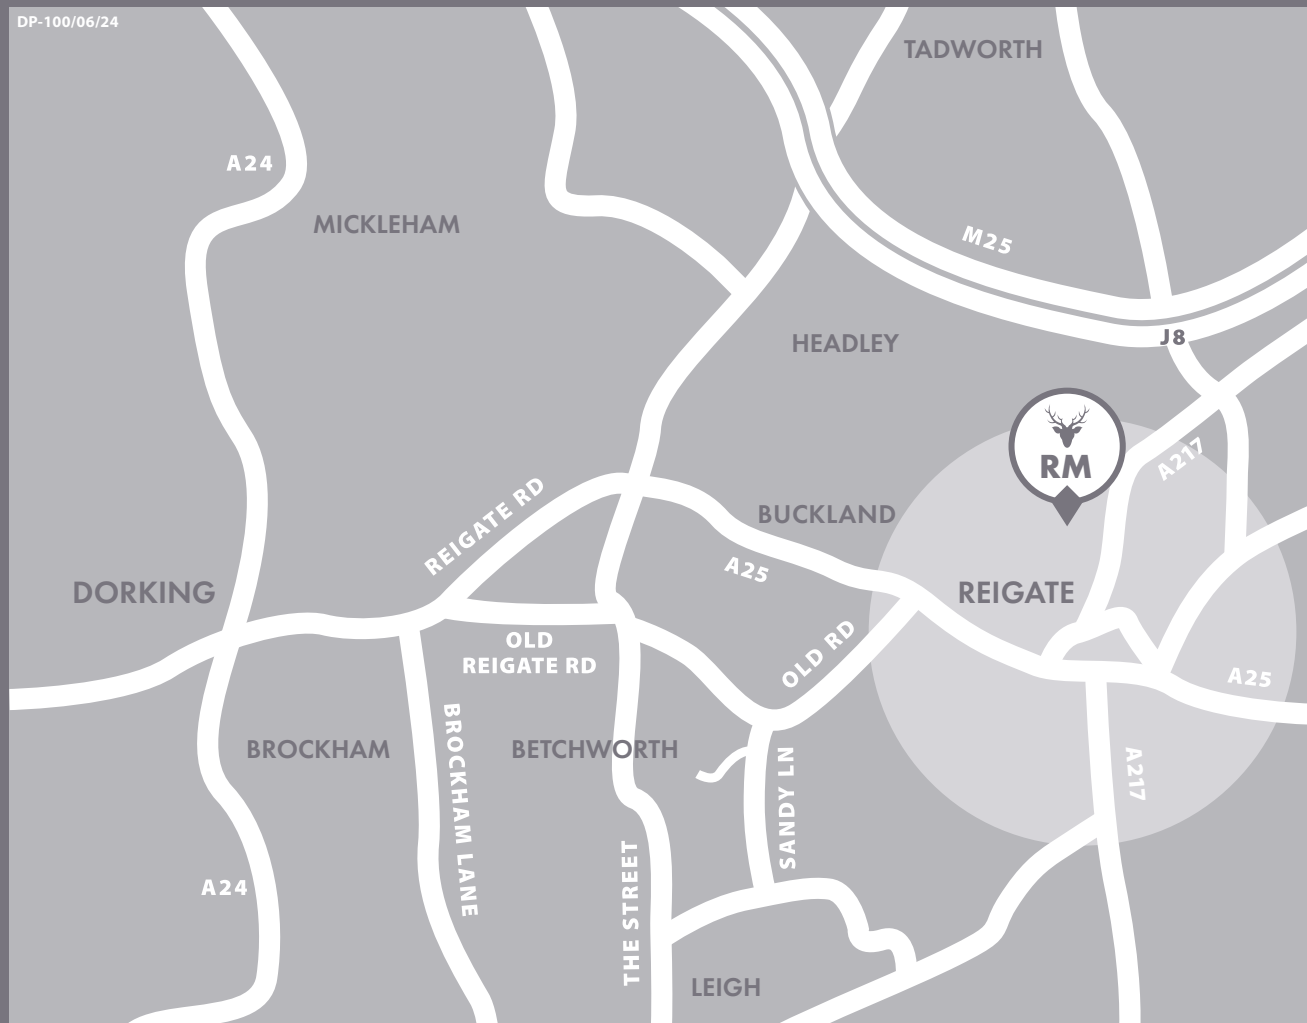 DP-100/06/24
TADWORTH
A24
MICKLEHAM
M25
HEADLEY
J8
RM
A217
REIGATE RD
BUCKLAND
A25
DORKING
REIGATE
OLD
REIGATE RD
OLD RD
A25
BROCKHAM
BROCKHAM LANE
BETCHWORTH
SANDY LN
A217
THE STREET
A24
LEIGH